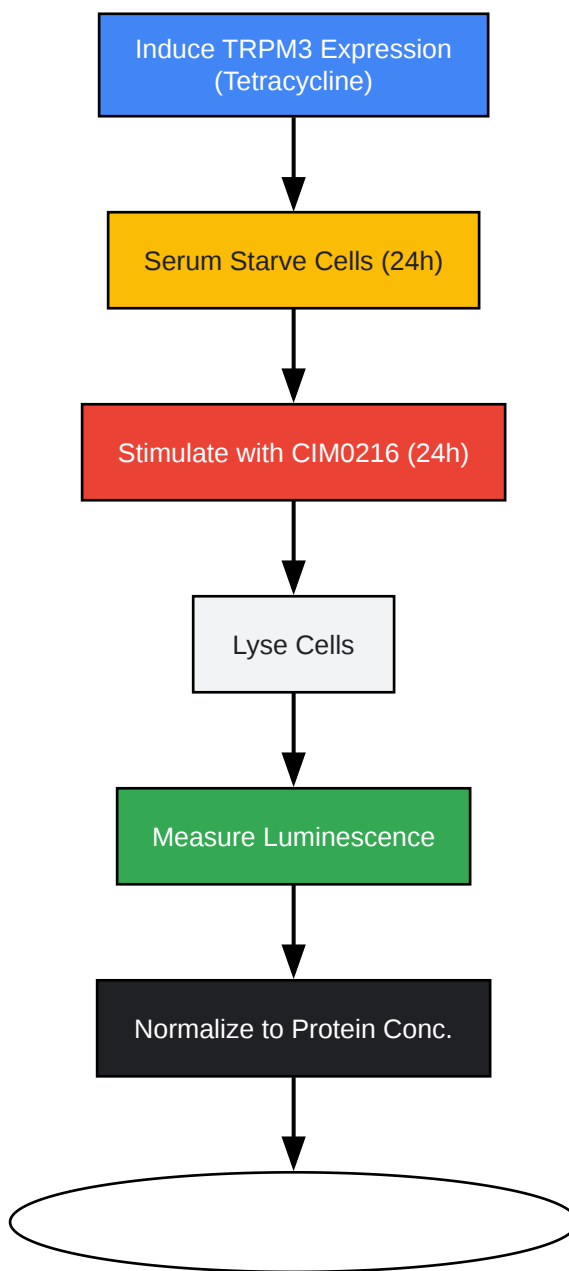 Induce TRPM3 Expression
(Tetracycline)
Serum Starve Cells (24h)
Stimulate with CIM0216 (24h)
Lyse Cells
Measure Luminescence
Normalize to Protein Conc.